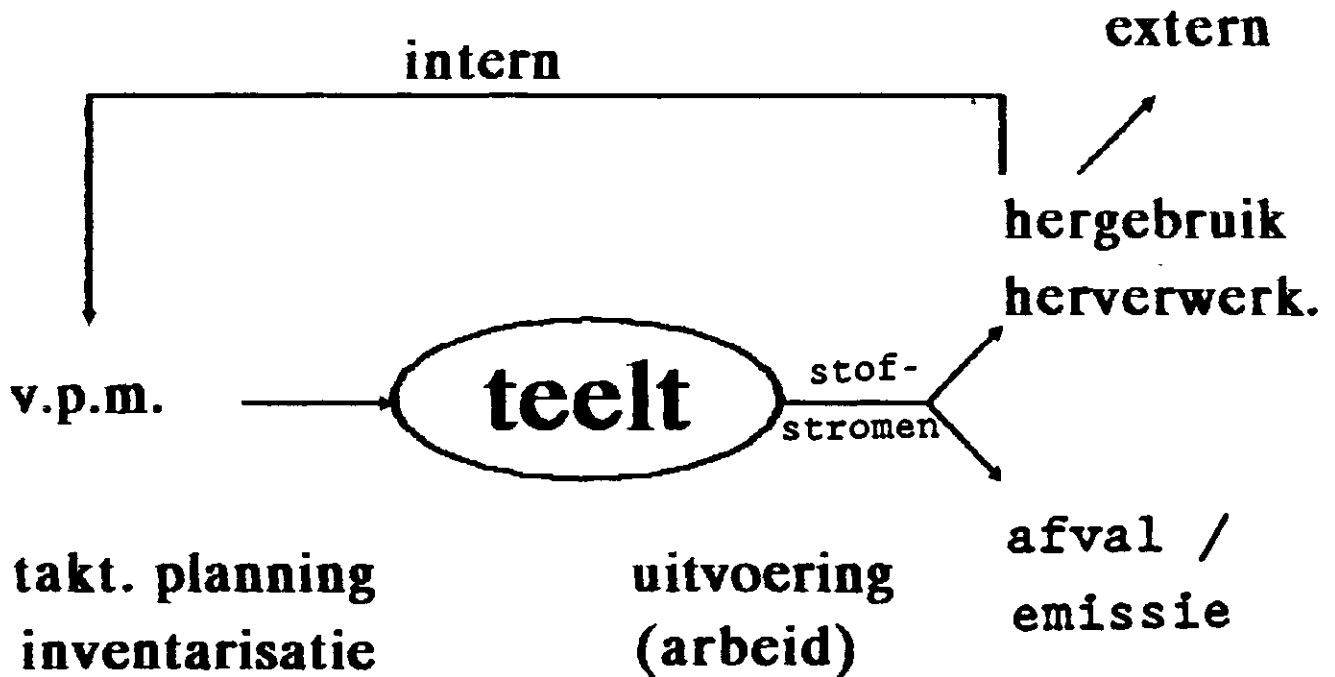 extern
intern
hergebruik
herverwerk.
v.p.m.
teelt
stof-
stromen
afval /
emissie
takt. planning
inventarisatie
uitvoering
(arbeid)